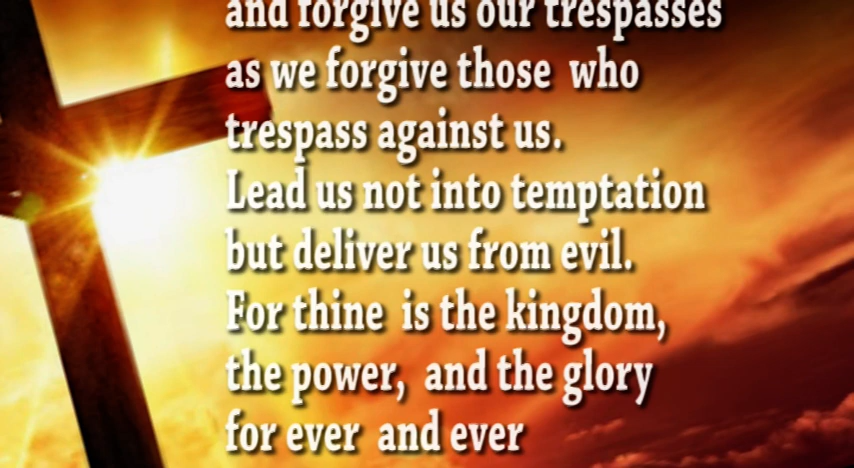 and forgive us our trespasses
as we forgive those who
trespass against us.
Lead us not into temptation
but deliver us from evil.
For thine is the kingdom,
the power, and the glory
for ever and ever